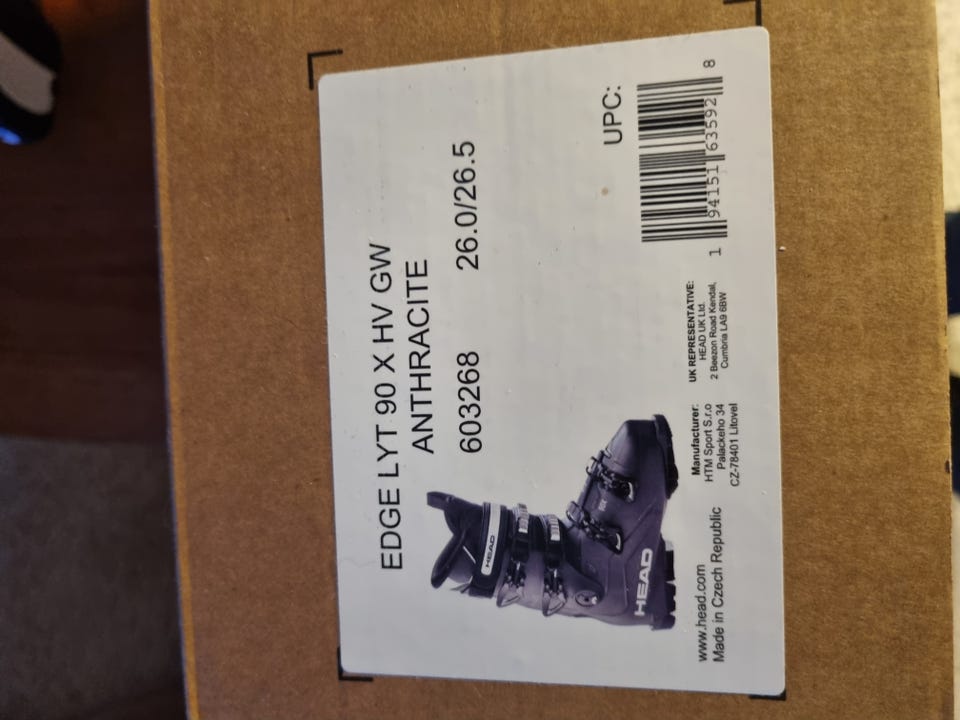 EDGE LYT 90 X HV GW
ANTHRACITE
603268 26.0/26.5
UPC:
1 94151 63592 8
HEAD
HEAD
www.head.com
Made in Czech Republic
Manufacturer:
HTM Sport S.r.o
Palackeho 34
CZ-78401 Litovel
UK REPRESENTATIVE:
HEAD UK Ltd.
2 Beezon Road Kendal,
Cumbria LA9 6BW